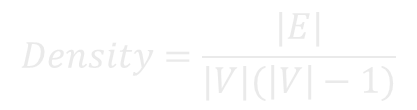 Density = |E| / |V|(|V| − 1)